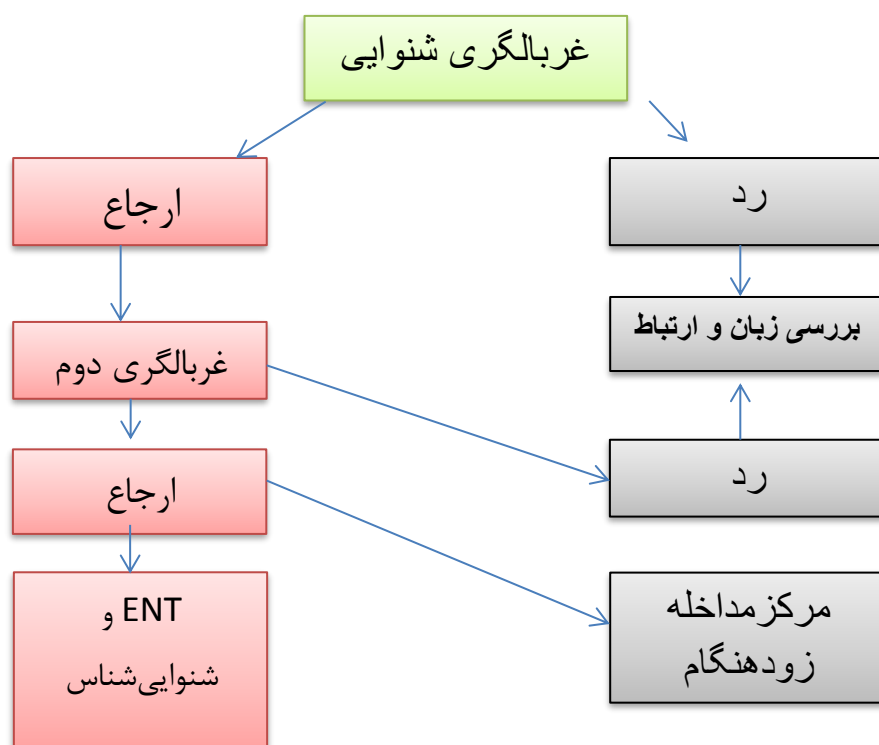 غربالگری شنوایی
رد
ارجاع
بررسی زبان و ارتباط
غربالگری دوم
رد
ارجاع
مرکزمداخله
زودهنگام
ENT و
شنوایی‌شناس